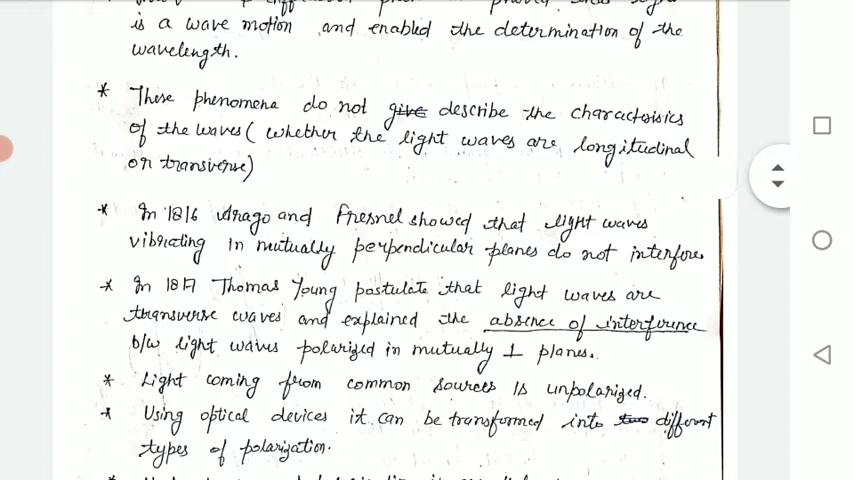 is a wave motion and enabled the determination of the
wavelength.
* These phenomena do not give describe the charactoisics
of the waves( whether the light waves are longitudinal
on transverse)
* In 1816 Arago and Fresnel showed that light waves
vibrating in mutually perpendicular planes do not interfore.
* In 1817 Thomas Young postulate that light waves are
transverse waves and explained the absence of interference
b/w light waves polarized in mutually ⊥ planes.
* Light coming from common sources is unpolarized.
* Using optical devices it can be transformed into two different
types of polarization.